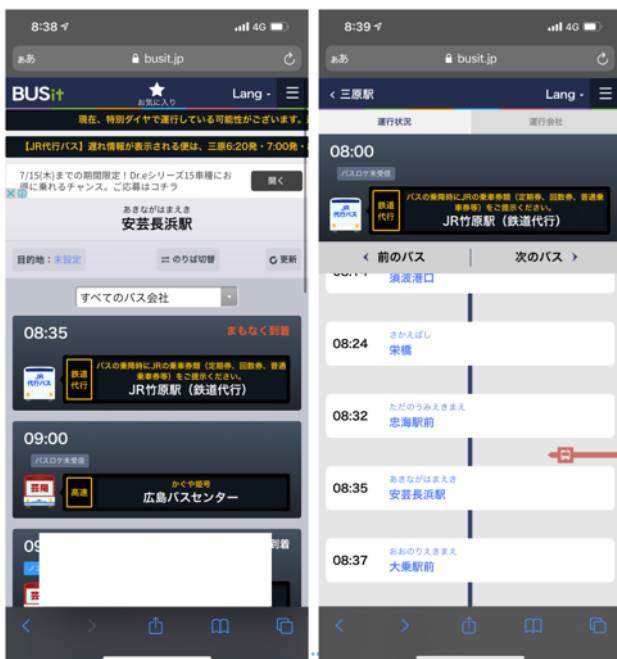 8:38
4G
ぁあ
busit.jp
BUSit
お気に入り
Lang
現在、特別ダイヤで運行している可能性がございます。
【JR代行バス】遅れ情報が表示される便は、三原6:20発・7:00発・
7/15(木)までの期間限定！Dr.eシリーズ15車種にお
得に乗れるチャンス。ご応募はコチラ
開く
あきながはまえき
安芸長浜駅
目的地：未設定
のりば切替
更新
すべてのバス会社
08:35
まもなく到着
JR
代行バス
鉄道
代行
バスの乗降時にJRの乗車券類（定期券、回数券、普通
乗車券等）をご提示ください。
JR竹原駅（鉄道代行）
09:00
バスロケ未受信
芸陽
高速
かぐや姫号
広島バスセンター
到着
芸
8:39
4G
ぁあ
busit.jp
三原駅
Lang
運行状況
運行会社
08:00
バスロケ未受信
JR
代行バス
鉄道
代行
バスの乗降時にJRの乗車券類（定期券、回数券、普通乗
車券等）をご提示ください。
JR竹原駅（鉄道代行）
前のバス
次のバス
須波港口
08:24
さかえばし
栄橋
08:32
ただのうみえきまえ
忠海駅前
08:35
あきながはまえき
安芸長浜駅
08:37
おおのりえきまえ
大乗駅前